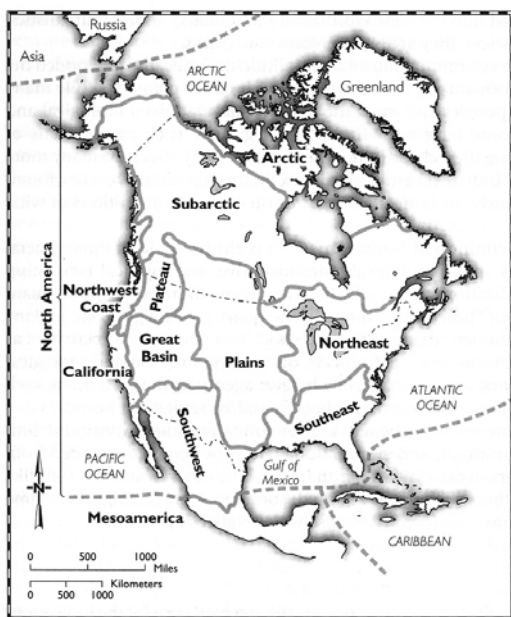 Russia
Asia
ARCTIC
OCEAN
Greenland
Arctic
Subarctic
North America
Northwest
Coast
Plateau
Great
Basin
Plains
Northeast
California
Southwest
Southeast
ATLANTIC
OCEAN
PACIFIC
OCEAN
Gulf of
Mexico
N
Mesoamerica
CARIBBEAN
0 500 1000
Miles
Kilometers
0 500 1000